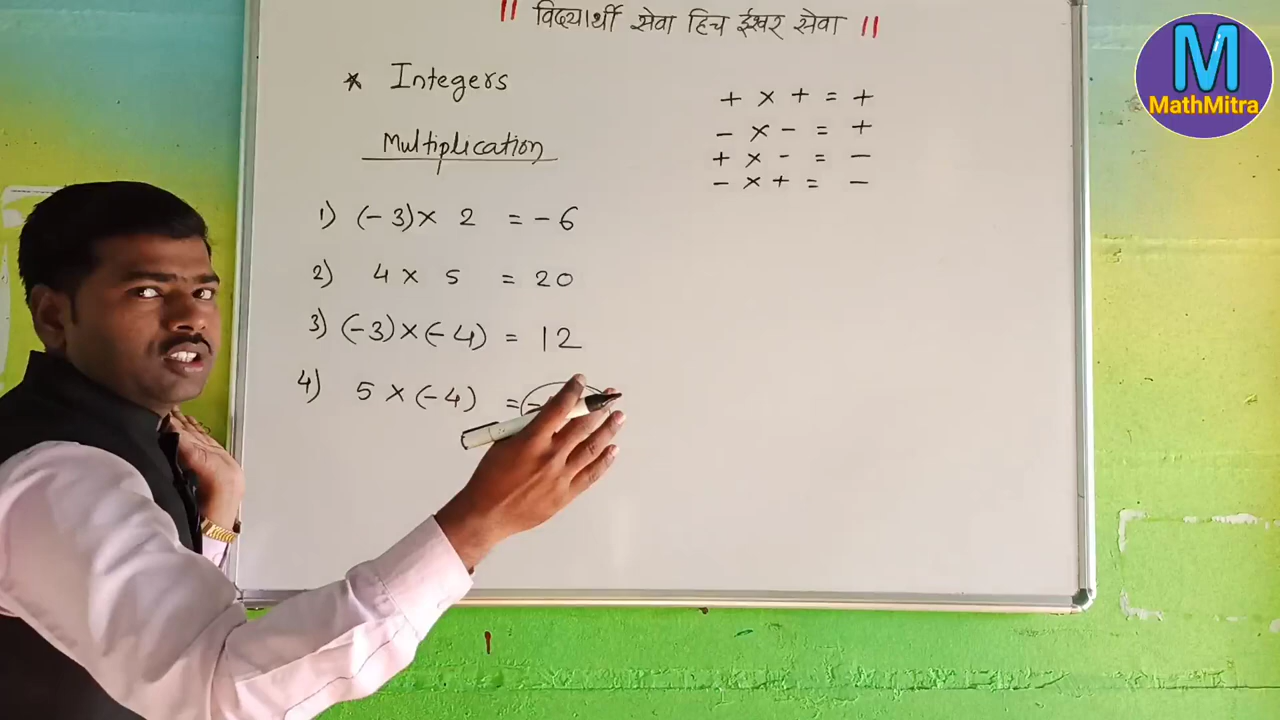 || विद्यार्थी सेवा हिच ईश्वर सेवा ||
M
MathMitra
* Integers
Multiplication
+ × + = +
- × - = +
+ × - = -
- × + = -
1) (-3) × 2 = -6
2) 4 × 5 = 20
3) (-3) × (-4) = 12
4) 5 × (-4) = -